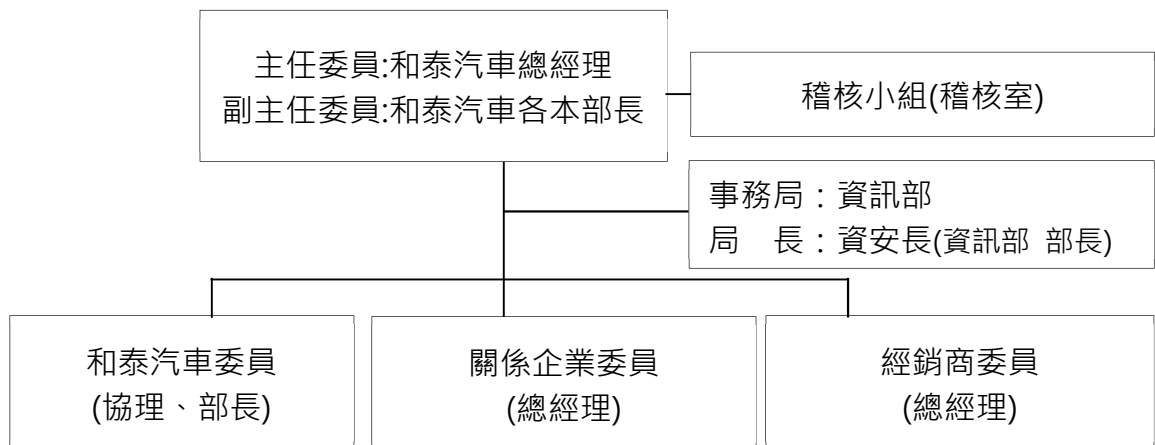 主任委員:和泰汽車總經理
副主任委員:和泰汽車各本部長
稽核小組(稽核室)
事務局：資訊部
局　長：資安長(資訊部 部長)
和泰汽車委員
(協理、部長)
關係企業委員
(總經理)
經銷商委員
(總經理)